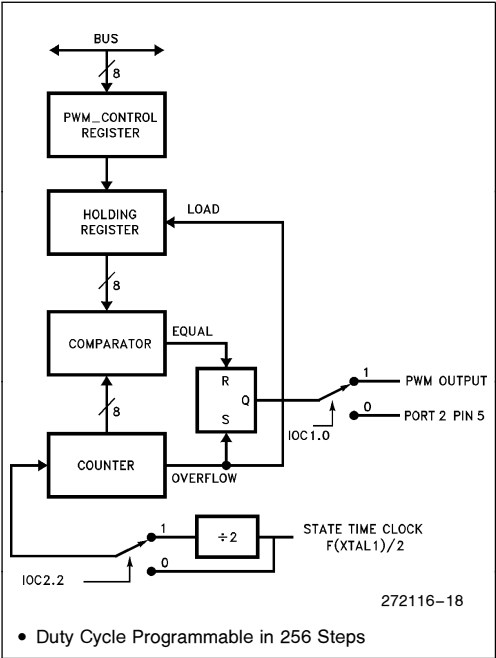 BUS
8
PWM_CONTROL
REGISTER
HOLDING
REGISTER
LOAD
8
COMPARATOR
EQUAL
R
Q
S
1
PWM OUTPUT
0
PORT 2 PIN 5
IOC1.0
8
COUNTER
OVERFLOW
1
÷2
STATE TIME CLOCK
F(XTAL1)/2
0
IOC2.2
272116–18
• Duty Cycle Programmable in 256 Steps